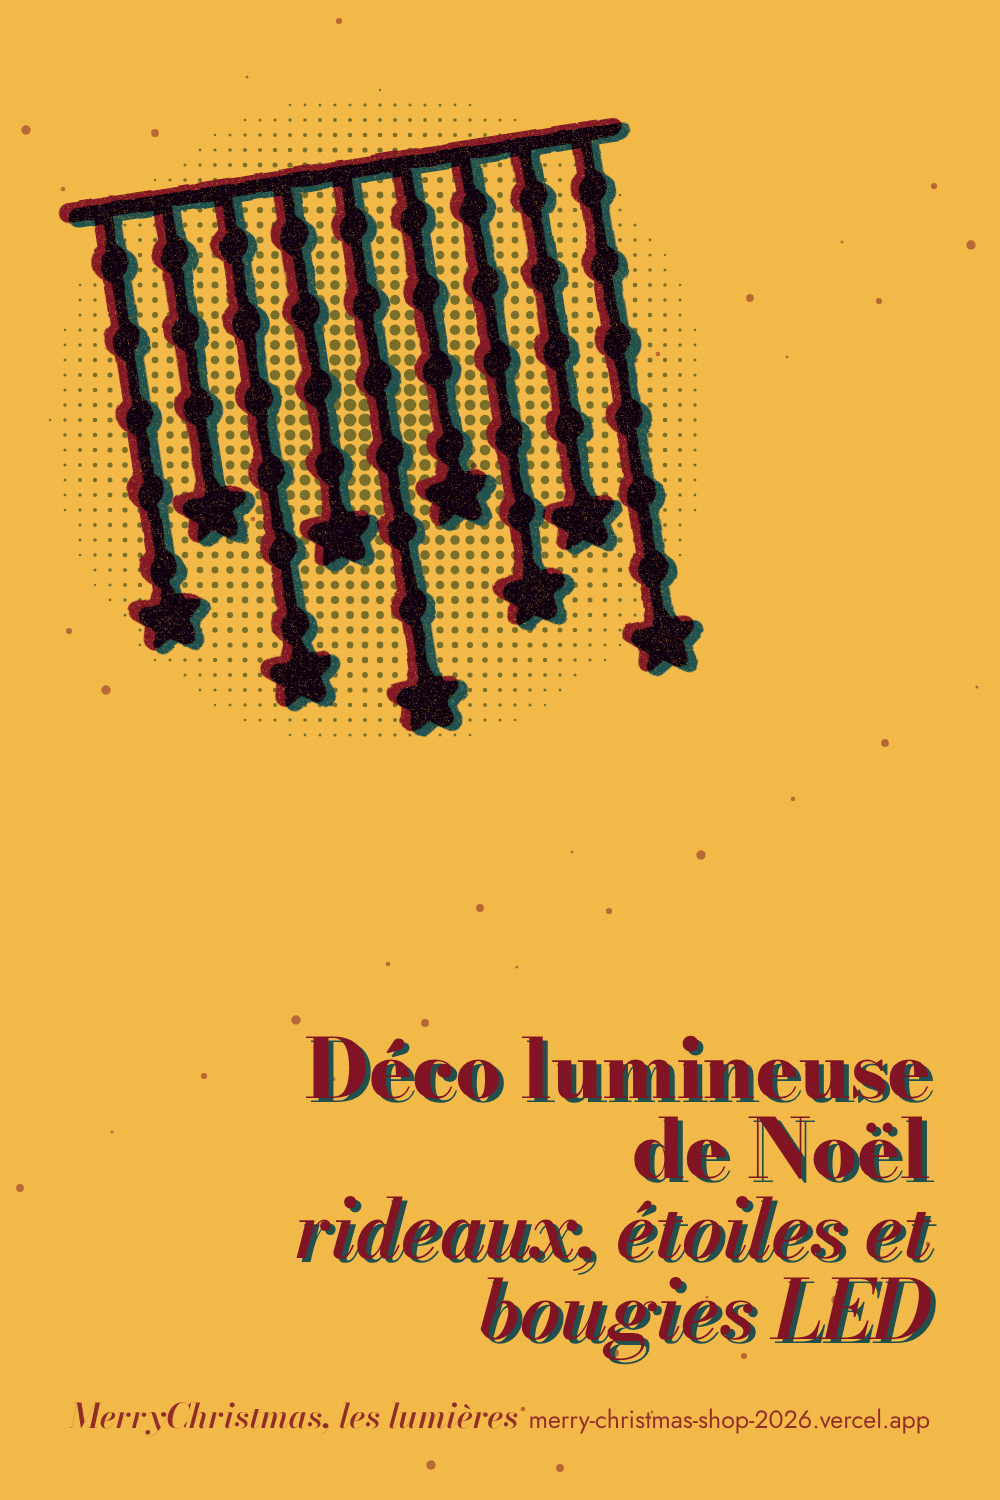 Déco lumineuse
de Noël
rideaux, étoiles et
bougies LED
MerryChristmas, les lumières merry-christmas-shop-2026.vercel.app